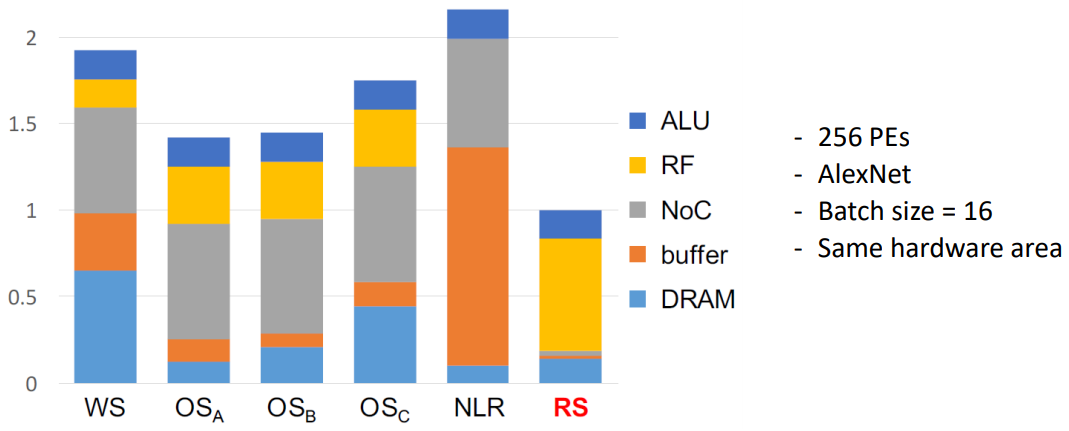 2
1.5
1
0.5
0
WS OSA OSB OSC NLR RS
ALU
RF
NoC
buffer
DRAM
- 256 PEs
- AlexNet
- Batch size = 16
- Same hardware area